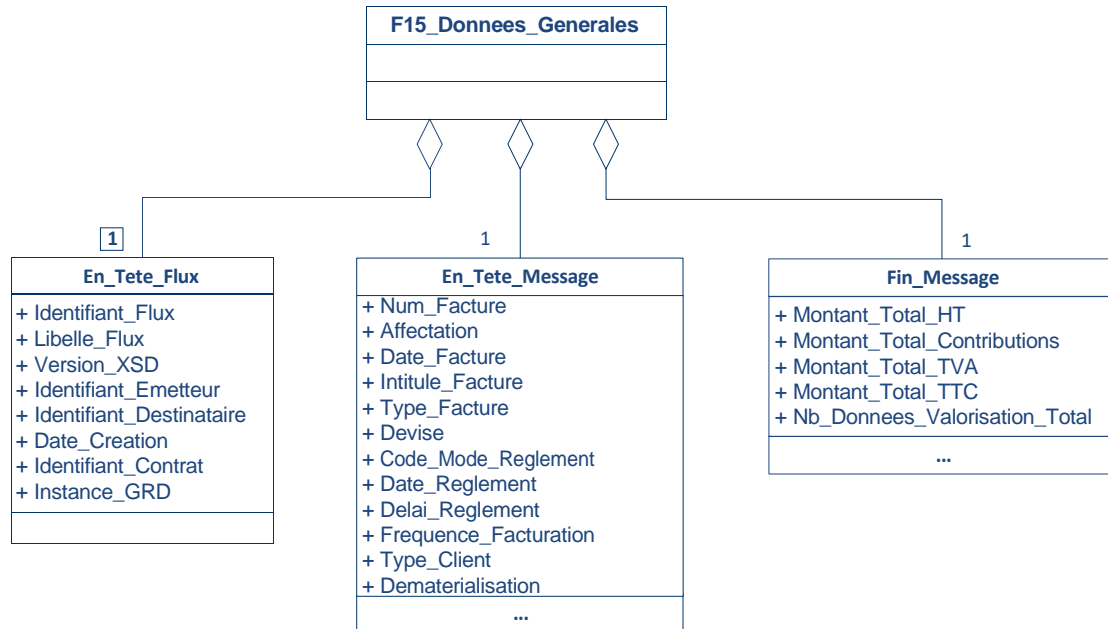 F15_Donnees_Generales
1
1
1
En_Tete_Flux
+ Identifiant_Flux
+ Libelle_Flux
+ Version_XSD
+ Identifiant_Emetteur
+ Identifiant_Destinataire
+ Date_Creation
+ Identifiant_Contrat
+ Instance_GRD
En_Tete_Message
+ Num_Facture
+ Affectation
+ Date_Facture
+ Intitule_Facture
+ Type_Facture
+ Devise
+ Code_Mode_Reglement
+ Date_Reglement
+ Delai_Reglement
+ Frequence_Facturation
+ Type_Client
+ Dematerialisation
...
Fin_Message
+ Montant_Total_HT
+ Montant_Total_Contributions
+ Montant_Total_TVA
+ Montant_Total_TTC
+ Nb_Donnees_Valorisation_Total
...